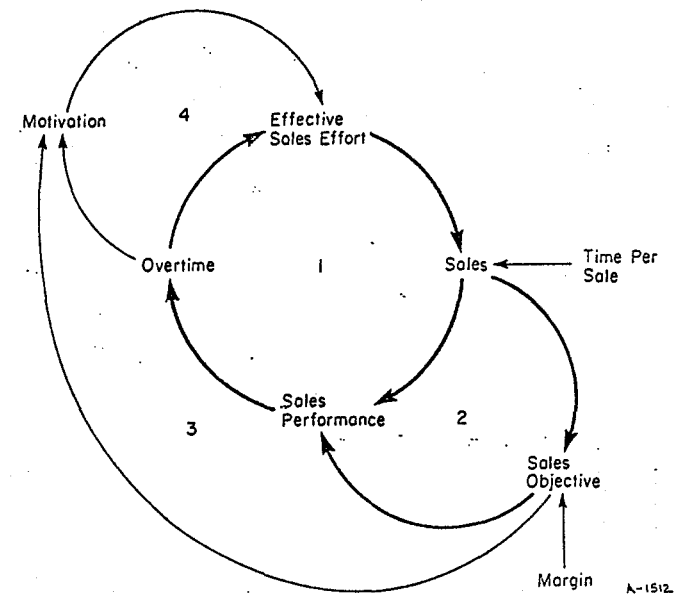 Motivation
4
Effective
Sales Effort
Overtime
1
Sales
Time Per
Sale
Sales
Performance
3
2
Sales
Objective
Margin
A-1512